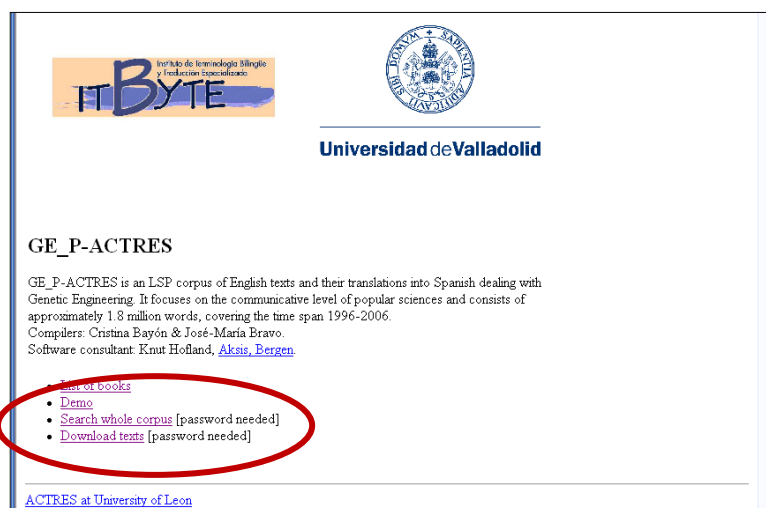 Instituto de Terminología Bilingüe
y Traducción Especializada
ITBYTE
SIGILLVM
Universidad de Valladolid
GE_P-ACTRES
GE_P-ACTRES is an LSP corpus of English texts and their translations into Spanish dealing with
Genetic Engineering. It focuses on the communicative level of popular sciences and consists of
approximately 1.8 million words, covering the time span 1996-2006.
Compilers: Cristina Bayón & José-María Bravo.
Software consultant: Knut Hofland, Aksis, Bergen.
• List of books
• Demo
• Search whole corpus [password needed]
• Download texts [password needed]
ACTRES at University of Leon